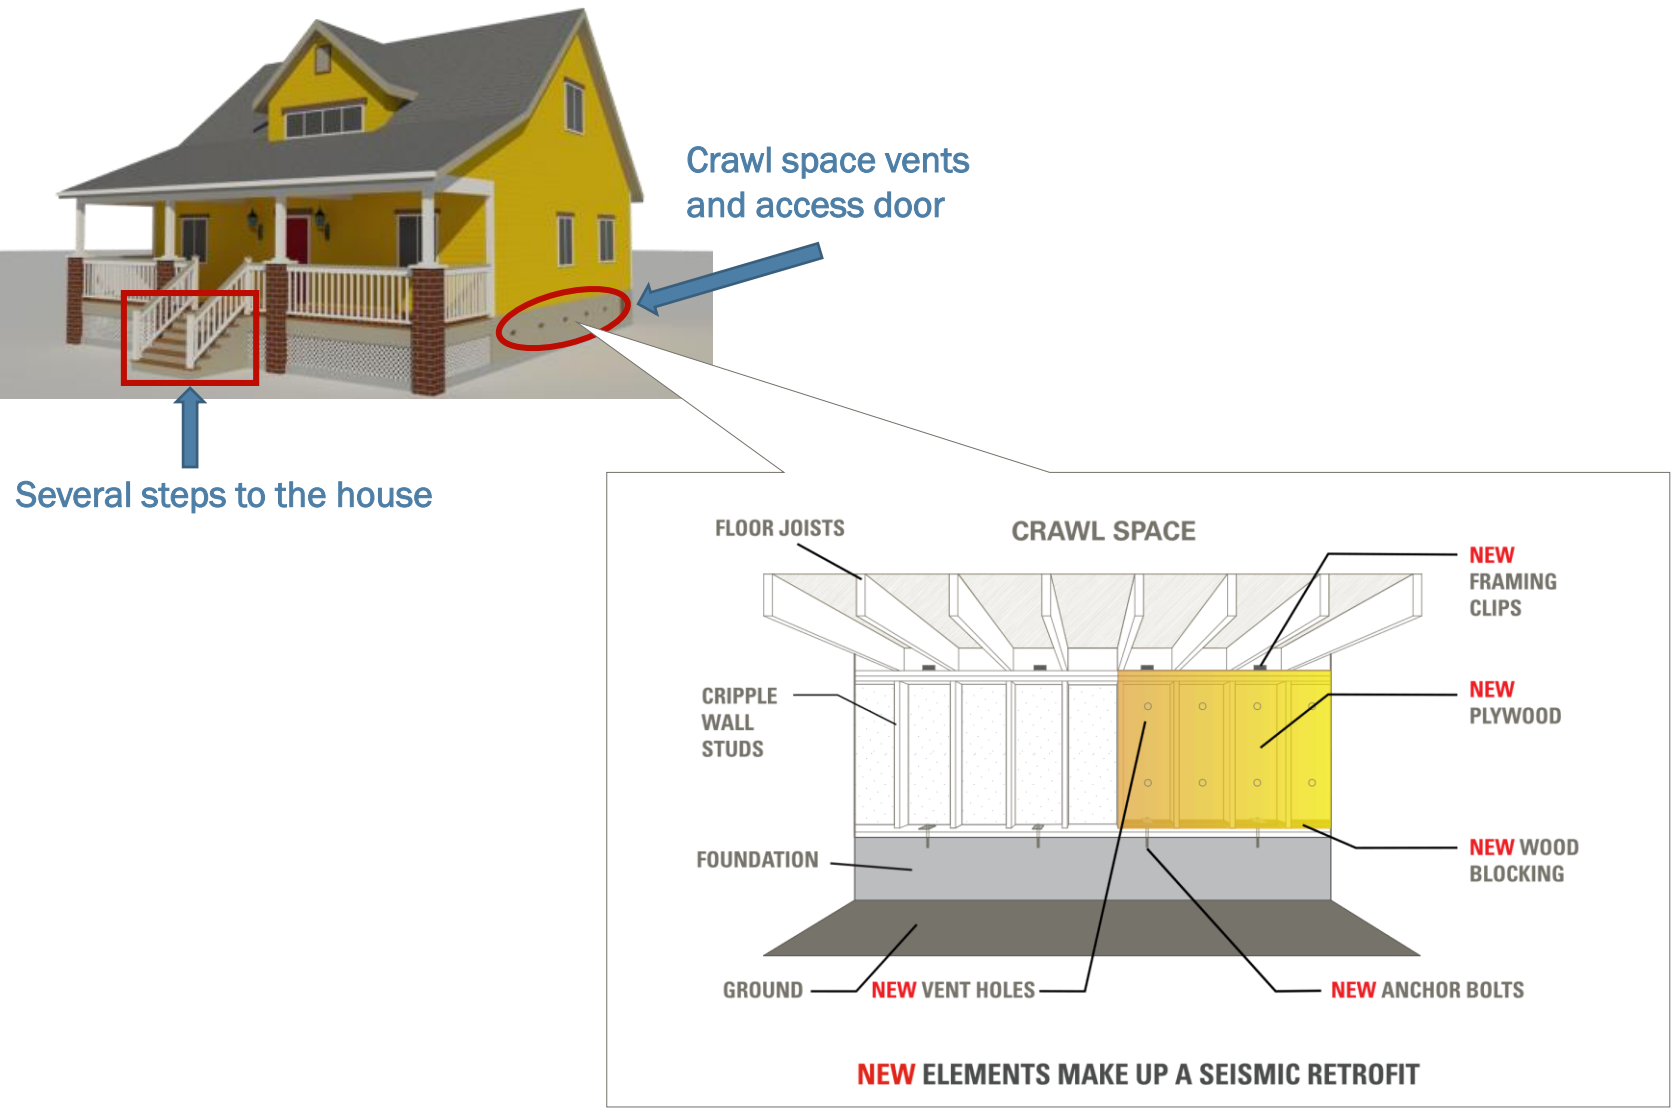 Crawl space vents
and access door
Several steps to the house
FLOOR JOISTS
CRAWL SPACE
NEW
FRAMING
CLIPS
CRIPPLE
WALL
STUDS
NEW
PLYWOOD
FOUNDATION
NEW WOOD
BLOCKING
GROUND
NEW VENT HOLES
NEW ANCHOR BOLTS
NEW ELEMENTS MAKE UP A SEISMIC RETROFIT